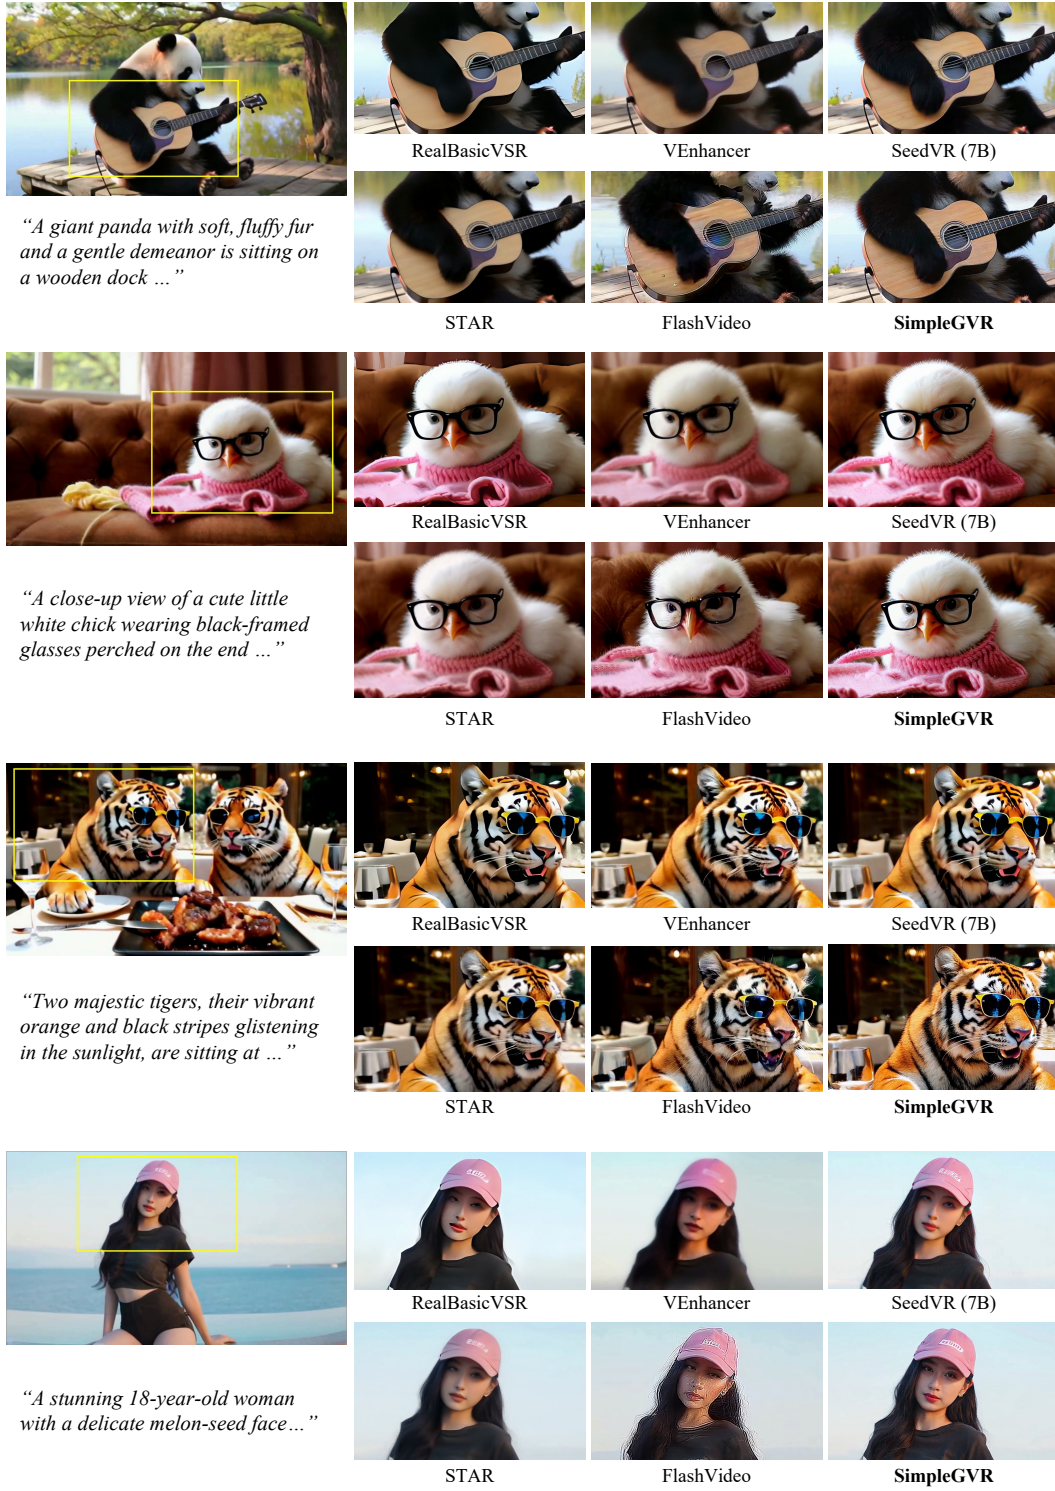 RealBasicVSR
VEnhancer
SeedVR (7B)
“A giant panda with soft, fluffy fur
and a gentle demeanor is sitting on
a wooden dock …”
STAR
FlashVideo
SimpleGVR
RealBasicVSR
VEnhancer
SeedVR (7B)
“A close-up view of a cute little
white chick wearing black-framed
glasses perched on the end …”
STAR
FlashVideo
SimpleGVR
RealBasicVSR
VEnhancer
SeedVR (7B)
“Two majestic tigers, their vibrant
orange and black stripes glistening
in the sunlight, are sitting at …”
STAR
FlashVideo
SimpleGVR
RealBasicVSR
VEnhancer
SeedVR (7B)
“A stunning 18-year-old woman
with a delicate melon-seed face…”
STAR
FlashVideo
SimpleGVR